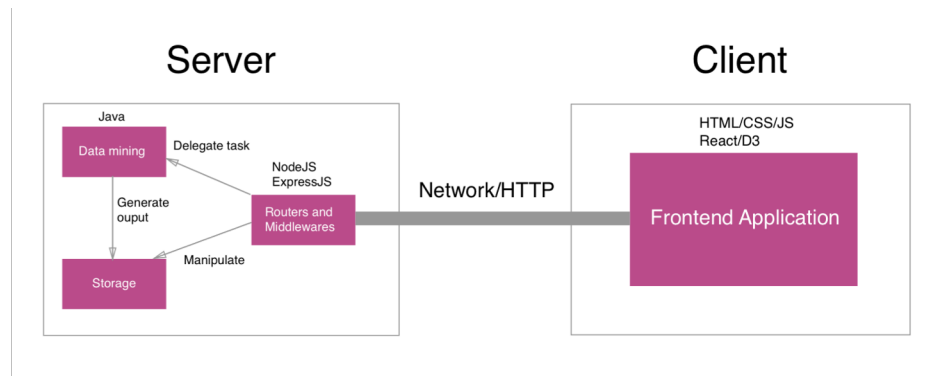 Server
Client
Java
Data mining
Delegate task
NodeJS
ExpressJS
Routers and
Middlewares
Generate
ouput
Manipulate
Storage
Network/HTTP
HTML/CSS/JS
React/D3
Frontend Application